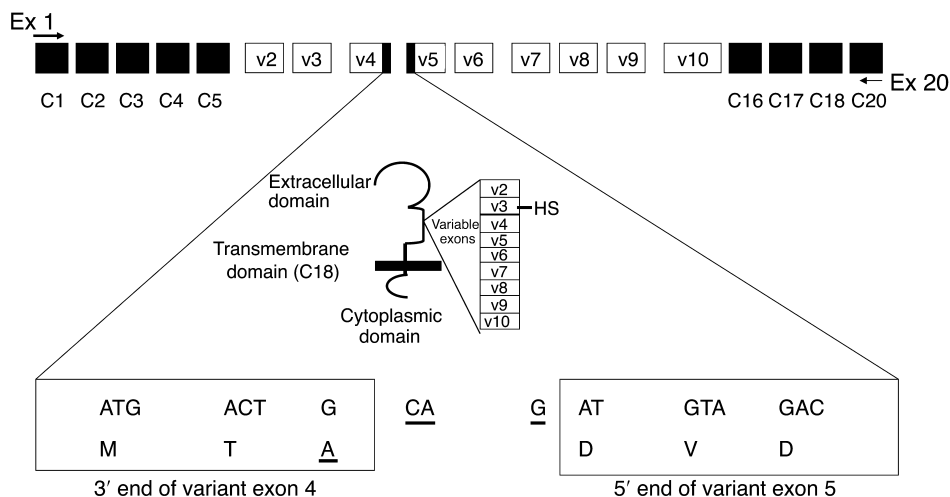 Ex 1
v2 v3 v4 v5 v6 v7 v8 v9 v10
Ex 20
C1 C2 C3 C4 C5 C16 C17 C18 C20
Extracellular
domain
Transmembrane
domain (C18)
Cytoplasmic
domain
Variable
exons
v2
v3
HS
v4
v5
v6
v7
v8
v9
v10
ATG ACT G CA G AT GTA GAC
M T A D V D
3′ end of variant exon 4 5′ end of variant exon 5